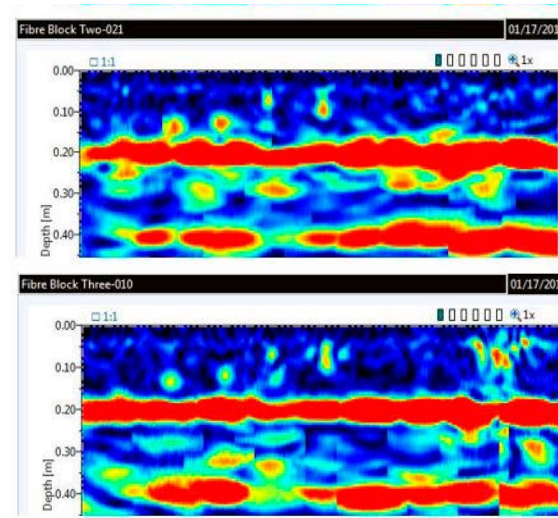 Fibre Block Two-021 01/17/201
1:1 1x
0.00
0.10
0.20
0.30
0.40
Depth [m]
Fibre Block Three-010 01/17/201
1:1 1x
0.00
0.10
0.20
0.30
0.40
Depth [m]